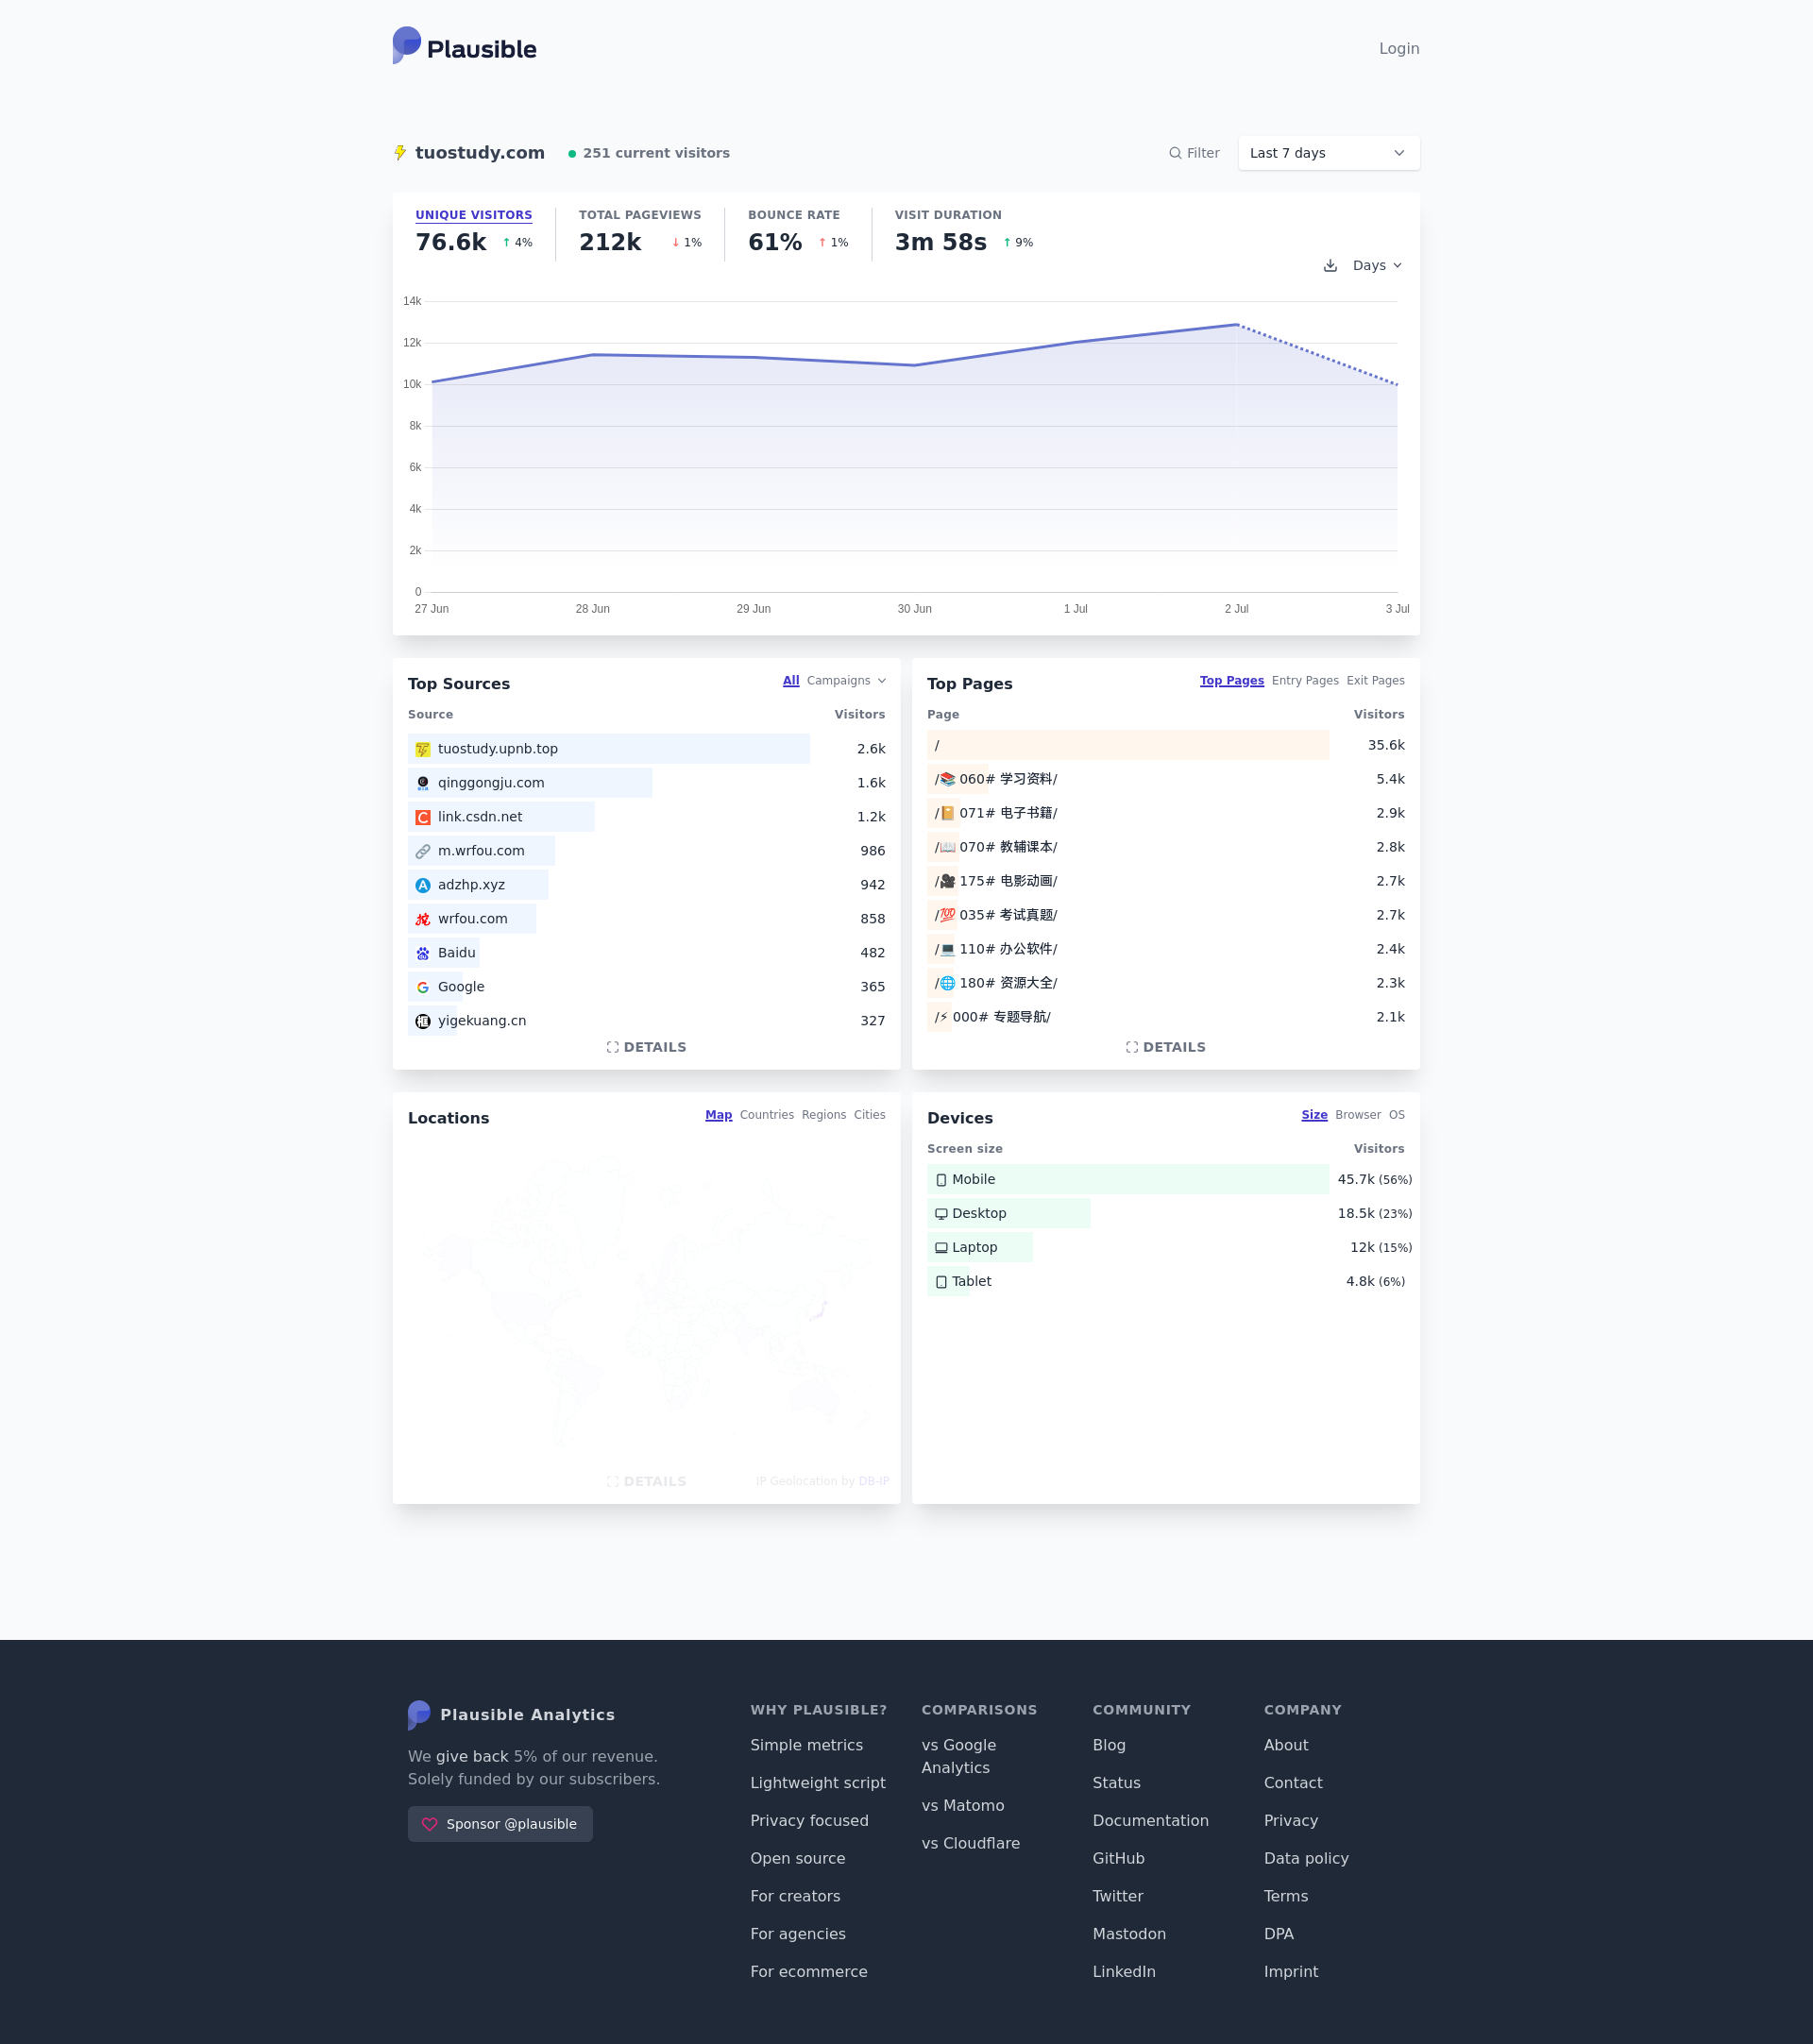 Plausible
Login
tuostudy.com
251 current visitors
Filter
Last 7 days
UNIQUE VISITORS
76.6k ↑ 4%
TOTAL PAGEVIEWS
212k ↓ 1%
BOUNCE RATE
61% ↑ 1%
VISIT DURATION
3m 58s ↑ 9%
Days
14k
12k
10k
8k
6k
4k
2k
0
27 Jun
28 Jun
29 Jun
30 Jun
1 Jul
2 Jul
3 Jul
Top Sources
All Campaigns
Source Visitors
tuostudy.upnb.top 2.6k
qinggongju.com 1.6k
link.csdn.net 1.2k
m.wrfou.com 986
adzhp.xyz 942
wrfou.com 858
Baidu 482
Google 365
yigekuang.cn 327
DETAILS
Top Pages
Top Pages Entry Pages Exit Pages
Page Visitors
/ 35.6k
/📚 060# 学习资料/ 5.4k
/📔 071# 电子书籍/ 2.9k
/📖 070# 教辅课本/ 2.8k
/🎥 175# 电影动画/ 2.7k
/💯 035# 考试真题/ 2.7k
/💻 110# 办公软件/ 2.4k
/🌐 180# 资源大全/ 2.3k
/⚡ 000# 专题导航/ 2.1k
DETAILS
Locations
Map Countries Regions Cities
DETAILS
IP Geolocation by DB-IP
Devices
Size Browser OS
Screen size Visitors
Mobile 45.7k (56%)
Desktop 18.5k (23%)
Laptop 12k (15%)
Tablet 4.8k (6%)
Plausible Analytics
We give back 5% of our revenue.
Solely funded by our subscribers.
Sponsor @plausible
WHY PLAUSIBLE?
Simple metrics
Lightweight script
Privacy focused
Open source
For creators
For agencies
For ecommerce
COMPARISONS
vs Google
Analytics
vs Matomo
vs Cloudflare
COMMUNITY
Blog
Status
Documentation
GitHub
Twitter
Mastodon
LinkedIn
COMPANY
About
Contact
Privacy
Data policy
Terms
DPA
Imprint